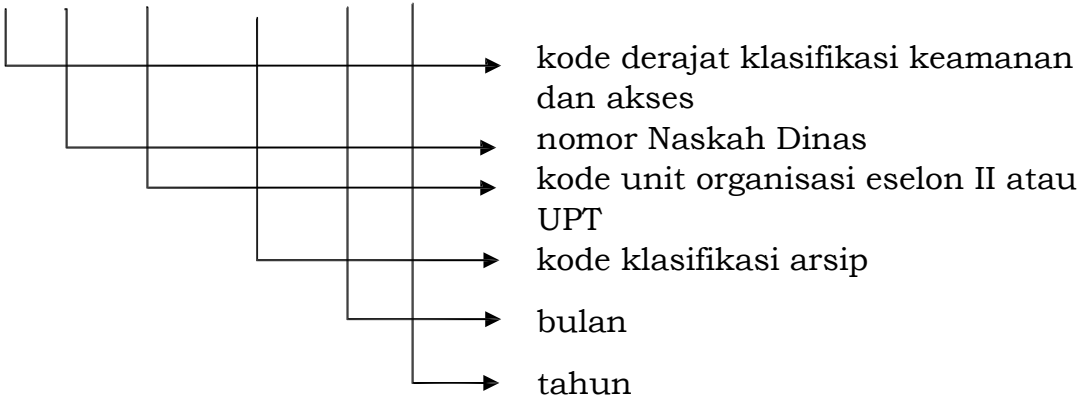 kode derajat klasifikasi keamanan
dan akses
nomor Naskah Dinas
kode unit organisasi eselon II atau
UPT
kode klasifikasi arsip
bulan
tahun